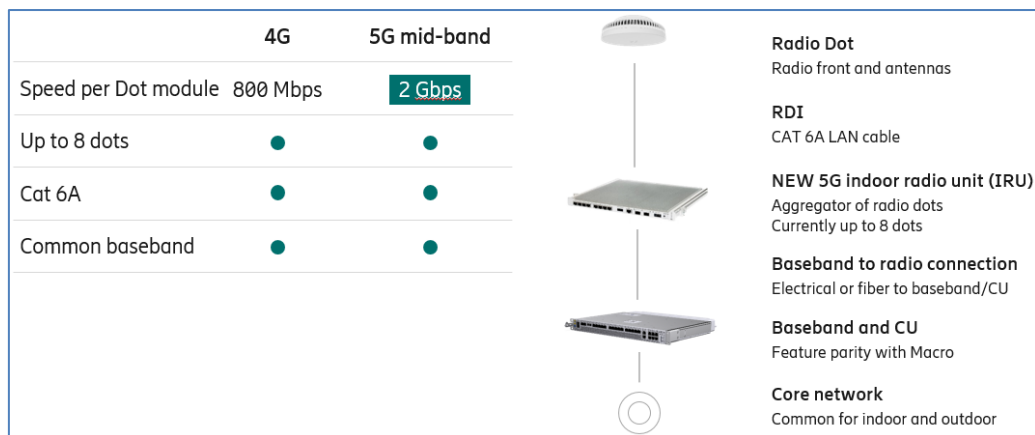 4G 5G mid-band
Speed per Dot module 800 Mbps 2 Gbps
Up to 8 dots
Cat 6A
Common baseband
Radio Dot
Radio front and antennas
RDI
CAT 6A LAN cable
NEW 5G indoor radio unit (IRU)
Aggregator of radio dots
Currently up to 8 dots
Baseband to radio connection
Electrical or fiber to baseband/CU
Baseband and CU
Feature parity with Macro
Core network
Common for indoor and outdoor